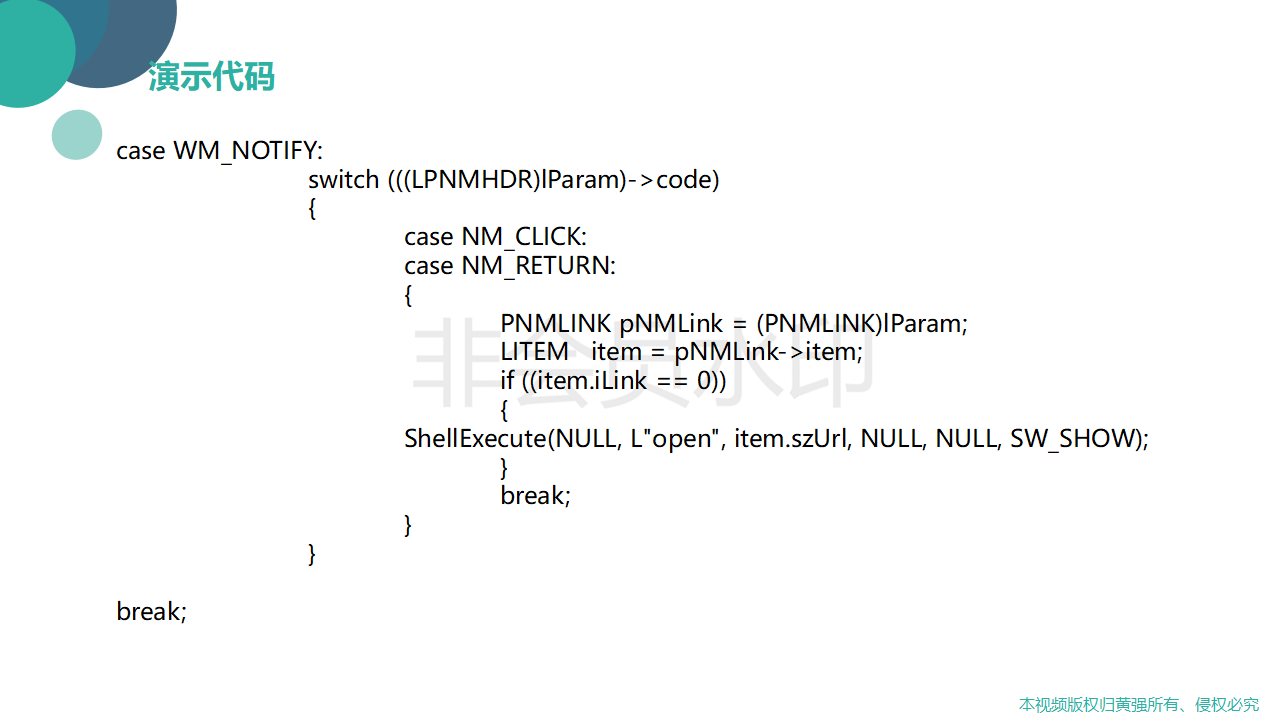 演示代码
case WM_NOTIFY:
switch (((LPNMHDR)lParam)->code)
{
case NM_CLICK:
case NM_RETURN:
{
PNMLINK pNMLink = (PNMLINK)lParam;
LITEM item = pNMLink->item;
if ((item.iLink == 0))
{
ShellExecute(NULL, L"open", item.szUrl, NULL, NULL, SW_SHOW);
}
break;
}
}
break;
非会员水印
本视频版权归黄强所有、侵权必究